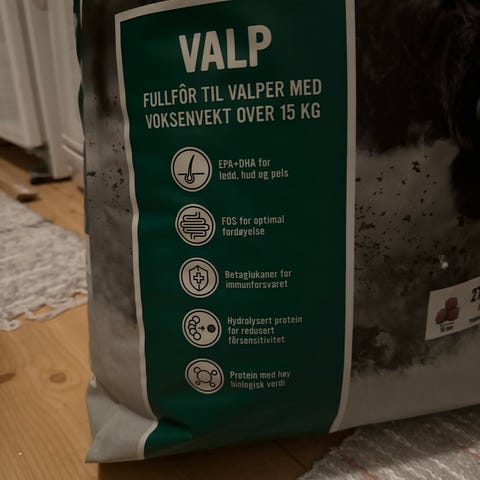 VALP
FULLFÔR TIL VALPER MED
VOKSENVEKT OVER 15 KG
EPA+DHA for
ledd, hud og pels
FOS for optimal
fordøyelse
Betaglukaner for
immunforsvaret
Hydrolysert protein
for redusert
fôrsensitivitet
Protein med høy
biologisk verdi